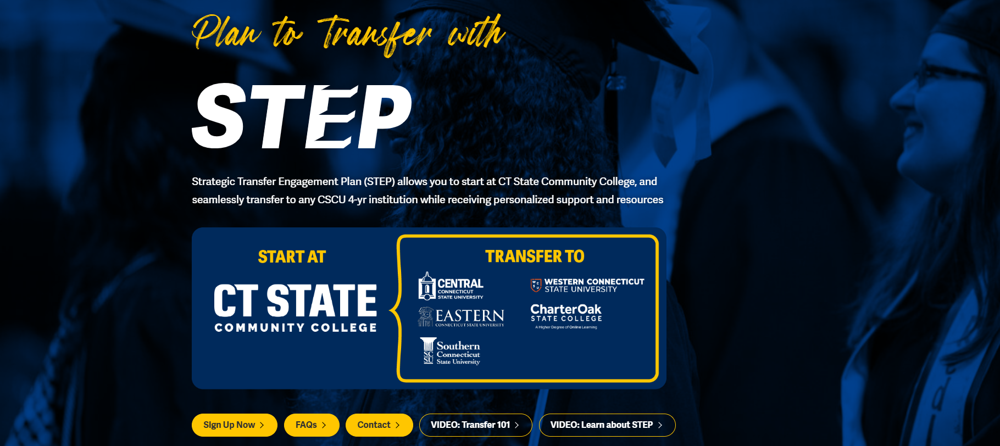 Plan to Transfer with
STEP
Strategic Transfer Engagement Plan (STEP) allows you to start at CT State Community College, and
seamlessly transfer to any CSCU 4-yr institution while receiving personalized support and resources
START AT
CT STATE
COMMUNITY COLLEGE
TRANSFER TO
CENTRAL
CONNECTICUT
STATE UNIVERSITY
EASTERN
CONNECTICUT STATE UNIVERSITY
SC
SU
Southern
Connecticut
State University
W C
S U
WESTERN CONNECTICUT
STATE UNIVERSITY
CharterOak
STATE COLLEGE
A Higher Degree of Online Learning
Sign Up Now
FAQs
Contact
VIDEO: Transfer 101
VIDEO: Learn about STEP